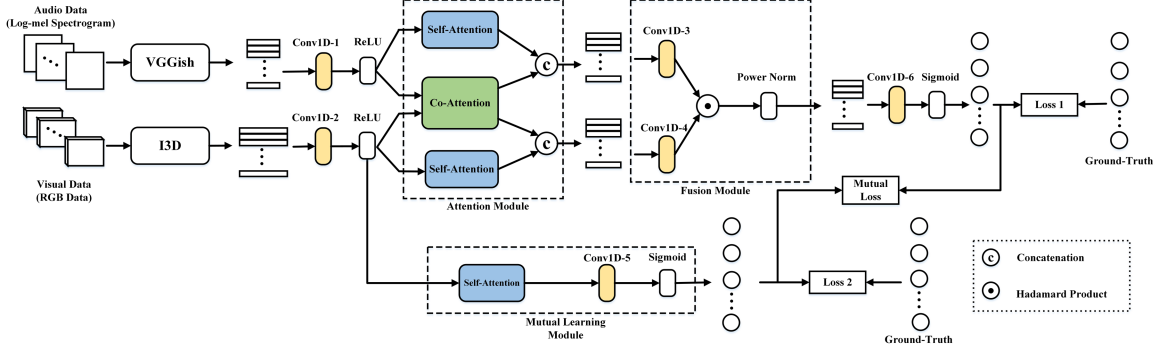 Audio Data
(Log-mel Spectrogram)
VGGish
Conv1D-1
ReLU
Self-Attention
Co-Attention
Self-Attention
c
c
Attention Module
Conv1D-3
Conv1D-4
Power Norm
Fusion Module
Conv1D-6
Sigmoid
Loss 1
Ground-Truth
I3D
Conv1D-2
ReLU
Visual Data
(RGB Data)
Mutual
Loss
Self-Attention
Conv1D-5
Sigmoid
Mutual Learning
Module
Loss 2
Ground-Truth
c
Concatenation
Hadamard Product